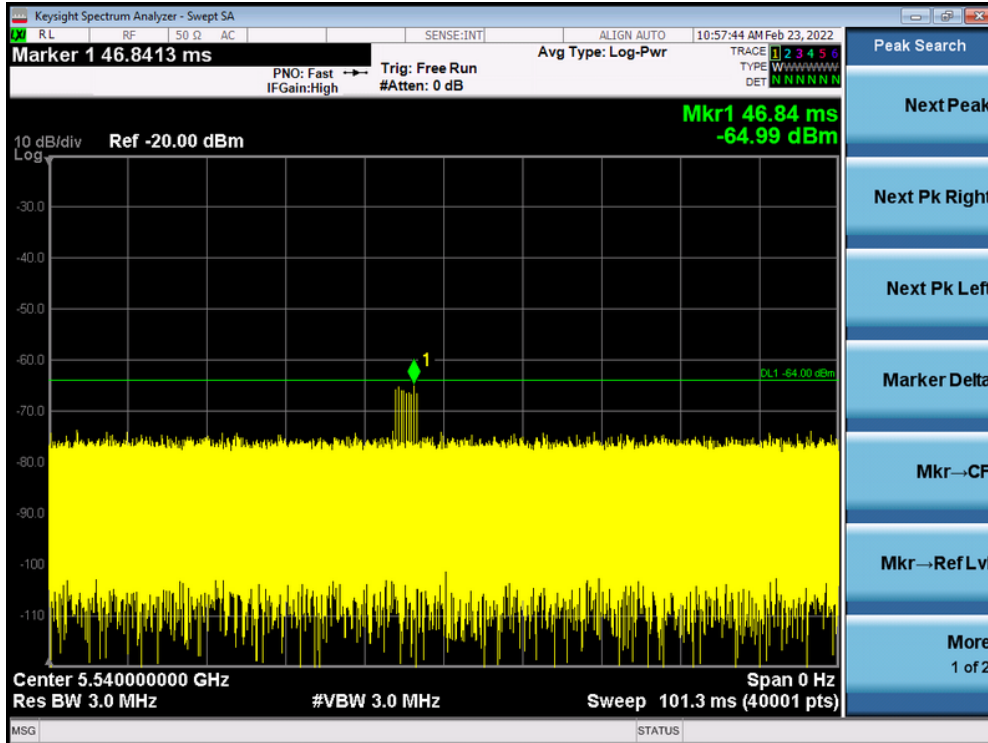 Keysight Spectrum Analyzer - Swept SA
LXI RL RF 50 Ω AC SENSE:INT ALIGN AUTO 10:57:44 AM Feb 23, 2022
Marker 1 46.8413 ms
PNO: Fast
IFGain:High
Trig: Free Run
#Atten: 0 dB
Avg Type: Log-Pwr
TRACE 1 2 3 4 5 6
TYPE WWWWWW
DET N N N N N N
Mkr1 46.84 ms
-64.99 dBm
10 dB/div Ref -20.00 dBm
Log
-30.0
-40.0
-50.0
-60.0
1
DL1 -64.00 dBm
-70.0
-80.0
-90.0
-100
-110
Center 5.540000000 GHz Span 0 Hz
Res BW 3.0 MHz #VBW 3.0 MHz Sweep 101.3 ms (40001 pts)
MSG STATUS
Peak Search
Next Peak
Next Pk Right
Next Pk Left
Marker Delta
Mkr→CF
Mkr→Ref Lvl
More
1 of 2